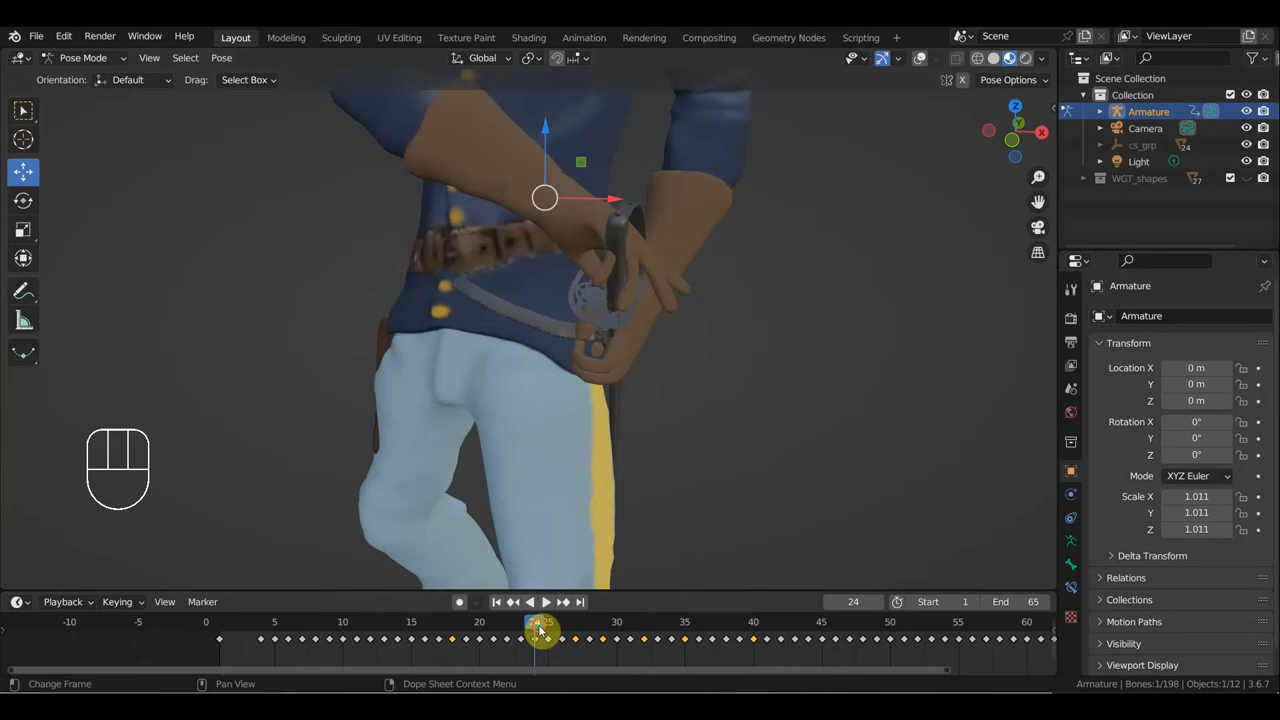 File Edit Render Window Help Layout Modeling Sculpting UV Editing Texture Paint Shading Animation Rendering Compositing Geometry Nodes Scripting Scene ViewLayer
Pose Mode View Select Pose Global
Orientation: Default Drag: Select Box X Pose Options
Scene Collection
Collection
Armature
Camera
cs_grp 24
Light
WGT_shapes 27
Z
Y
X
Armature
Armature
Transform
Location X 0 m
Y 0 m
Z 0 m
Rotation X 0°
Y 0°
Z 0°
Mode XYZ Euler
Scale X 1.011
Y 1.011
Z 1.011
Delta Transform
Relations
Collections
Motion Paths
Visibility
Viewport Display
Playback Keying View Marker 24 Start 1 End 65
-10 -5 0 5 10 15 20 24 25 30 35 40 45 50 55 60
Change Frame Pan View Dope Sheet Context Menu Armature | Bones:1/198 | Objects:1/12 | 3.6.7